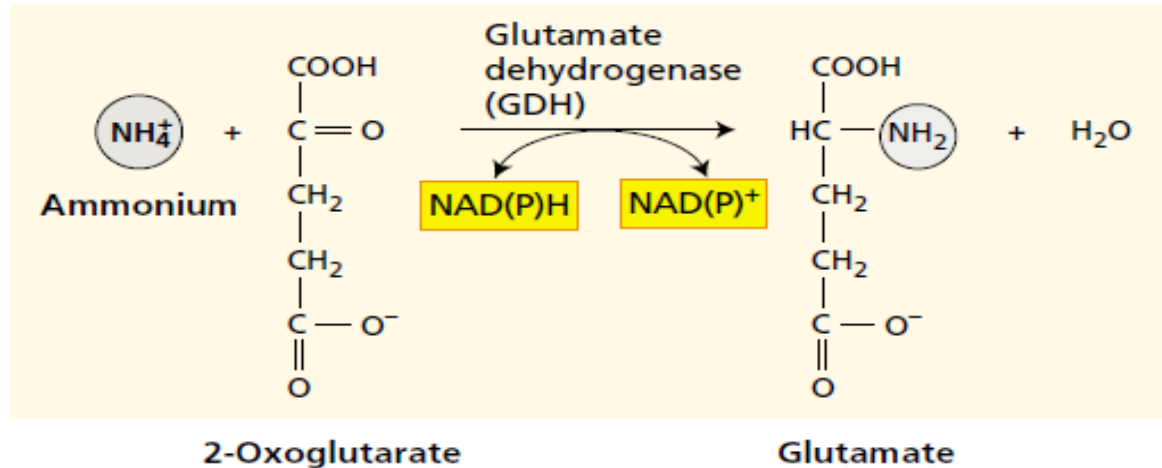 Glutamate
dehydrogenase
(GDH)
COOH
COOH
NH₄⁺ + C = O
HC — NH₂ + H₂O
Ammonium
CH₂
NAD(P)H
NAD(P)⁺
CH₂
CH₂
CH₂
C — O⁻
C — O⁻
O
O
2-Oxoglutarate
Glutamate